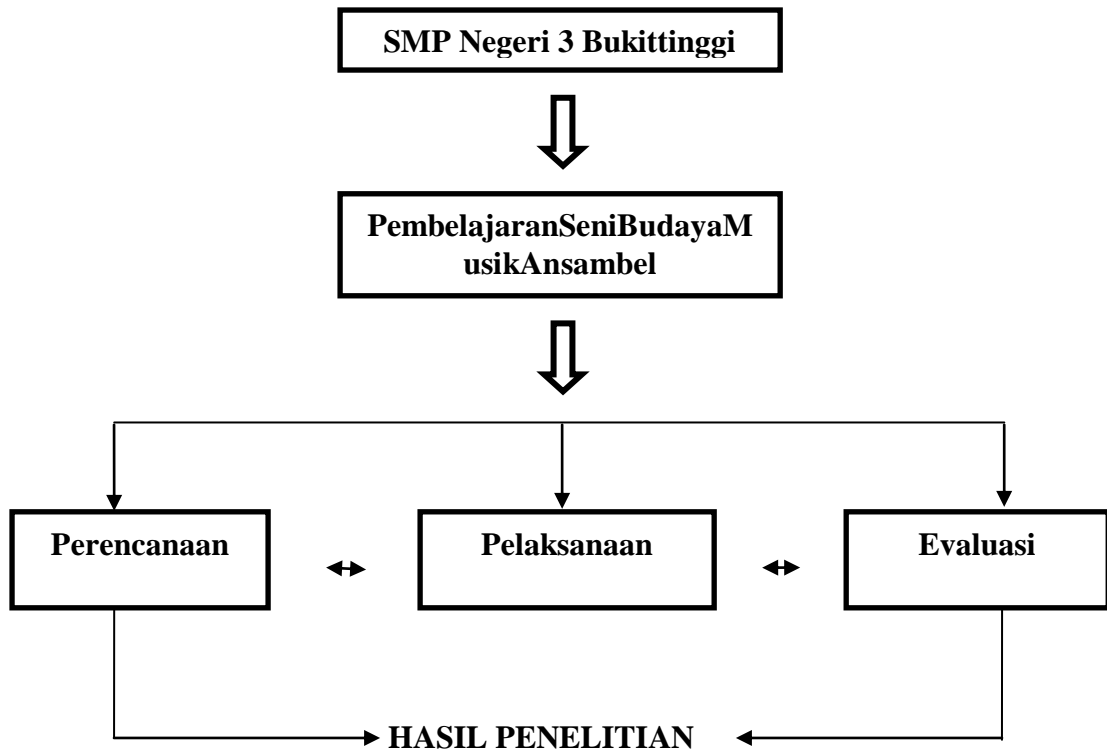 SMP Negeri 3 Bukittinggi
PembelajaranSeniBudayaM
usikAnsambel
Perencanaan
Pelaksanaan
Evaluasi
HASIL PENELITIAN